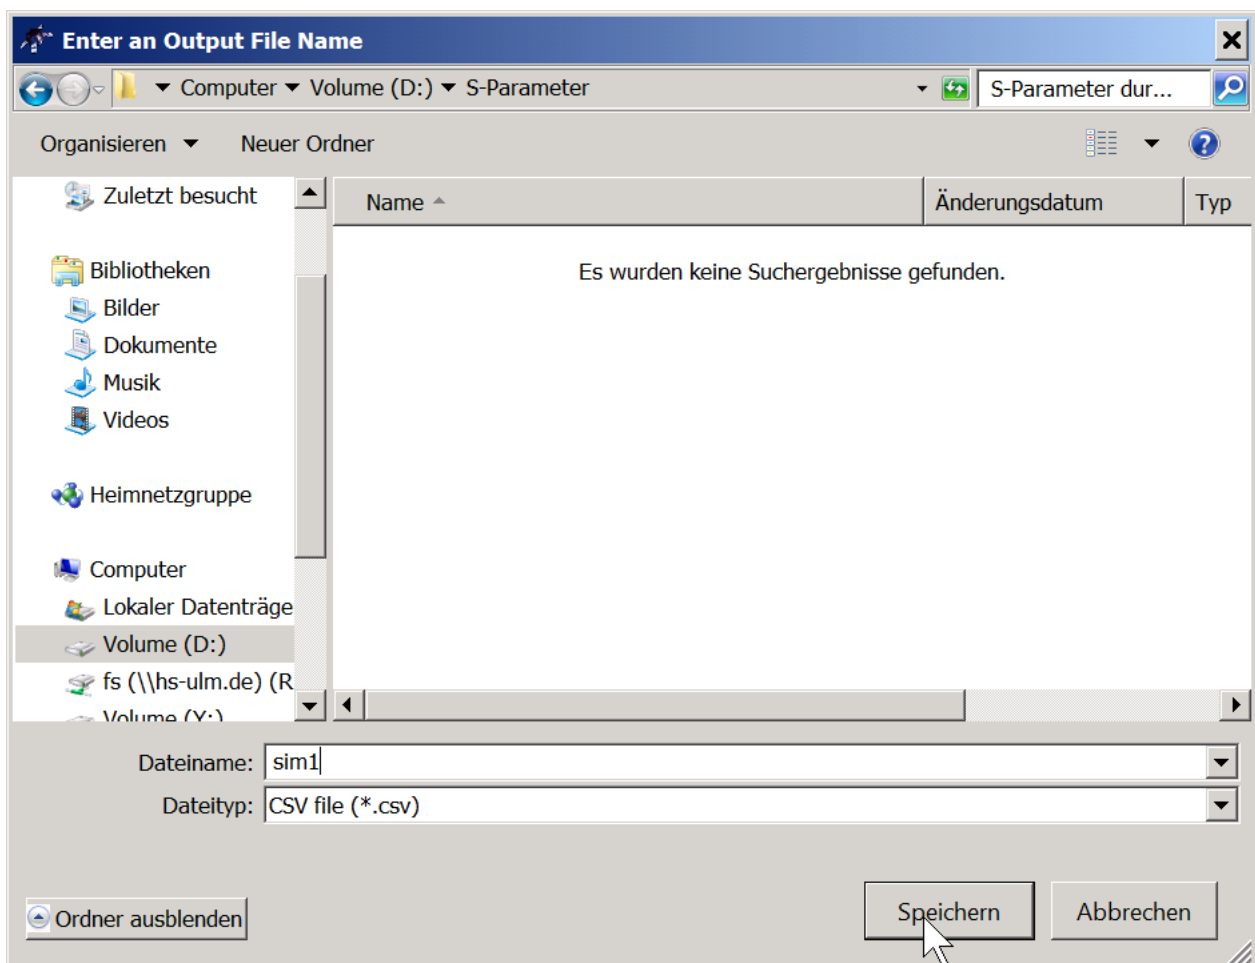 Enter an Output File Name
Computer Volume (D:) S-Parameter S-Parameter dur...
Organisieren Neuer Ordner
Zuletzt besucht
Bibliotheken
Bilder
Dokumente
Musik
Videos
Heimnetzgruppe
Computer
Lokaler Datenträge
Volume (D:)
fs (\\hs-ulm.de) (R
Volume (Y:)
Name Änderungsdatum Typ
Es wurden keine Suchergebnisse gefunden.
Dateiname: sim1
Dateityp: CSV file (*.csv)
Ordner ausblenden Speichern Abbrechen